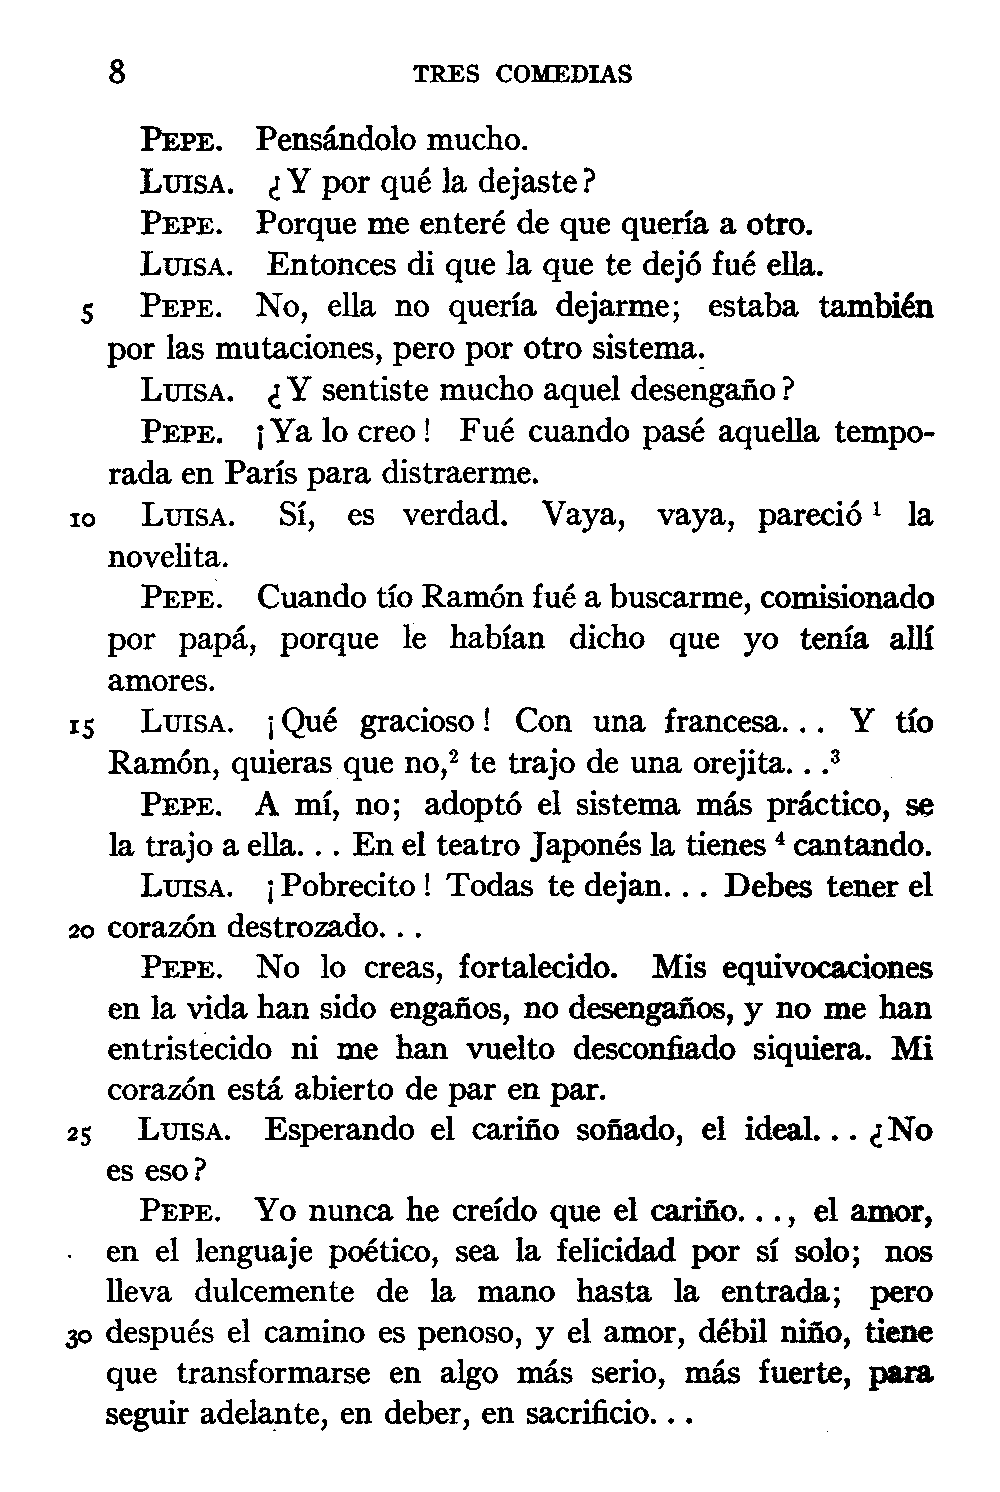 8 TRES COMEDIAS
PEPE. Pensándolo mucho.
LUISA. ¿Y por qué la dejaste?
PEPE. Porque me enteré de que quería a otro.
LUISA. Entonces di que la que te dejó fué ella.
5 PEPE. No, ella no quería dejarme; estaba también
por las mutaciones, pero por otro sistema.
LUISA. ¿Y sentiste mucho aquel desengaño?
PEPE. ¡Ya lo creo! Fué cuando pasé aquella tempo-
rada en París para distraerme.
10 LUISA. Sí, es verdad. Vaya, vaya, pareció ¹ la
novelita.
PEPE. Cuando tío Ramón fué a buscarme, comisionado
por papá, porque le habían dicho que yo tenía allí
amores.
15 LUISA. ¡Qué gracioso! Con una francesa... Y tío
Ramón, quieras que no,² te trajo de una orejita...³
PEPE. A mí, no; adoptó el sistema más práctico, se
la trajo a ella... En el teatro Japonés la tienes ⁴ cantando.
LUISA. ¡Pobrecito! Todas te dejan... Debes tener el
20 corazón destrozado...
PEPE. No lo creas, fortalecido. Mis equivocaciones
en la vida han sido engaños, no desengaños, y no me han
entristecido ni me han vuelto desconfiado siquiera. Mi
corazón está abierto de par en par.
25 LUISA. Esperando el cariño soñado, el ideal... ¿No
es eso?
PEPE. Yo nunca he creído que el cariño..., el amor,
en el lenguaje poético, sea la felicidad por sí solo; nos
lleva dulcemente de la mano hasta la entrada; pero
30 después el camino es penoso, y el amor, débil niño, tiene
que transformarse en algo más serio, más fuerte, para
seguir adelante, en deber, en sacrificio...